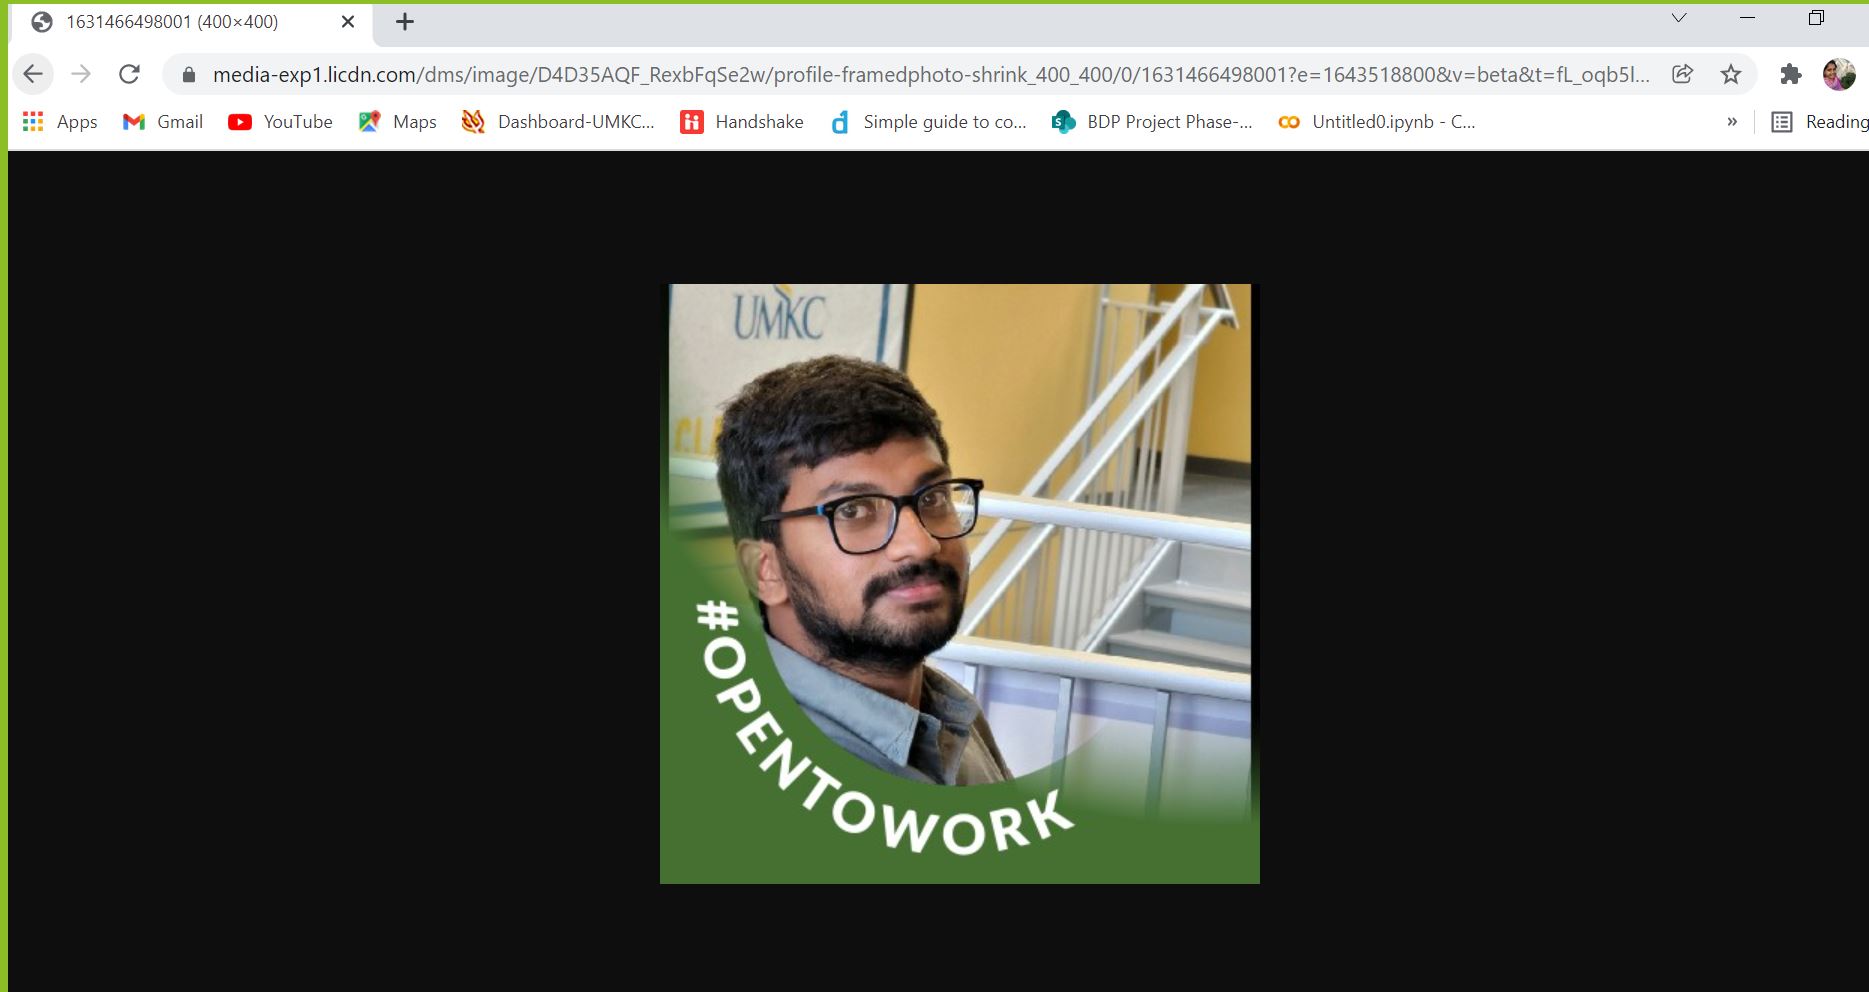 1631466498001 (400×400)
media-exp1.licdn.com/dms/image/D4D35AQF_RexbFqSe2w/profile-framedphoto-shrink_400_400/0/1631466498001?e=1643518800&v=beta&t=fL_oqb5l...
Apps Gmail YouTube Maps Dashboard-UMKC... Handshake Simple guide to co... BDP Project Phase-... Untitled0.ipynb - C... » Reading
UMKC
#OPENTOWORK